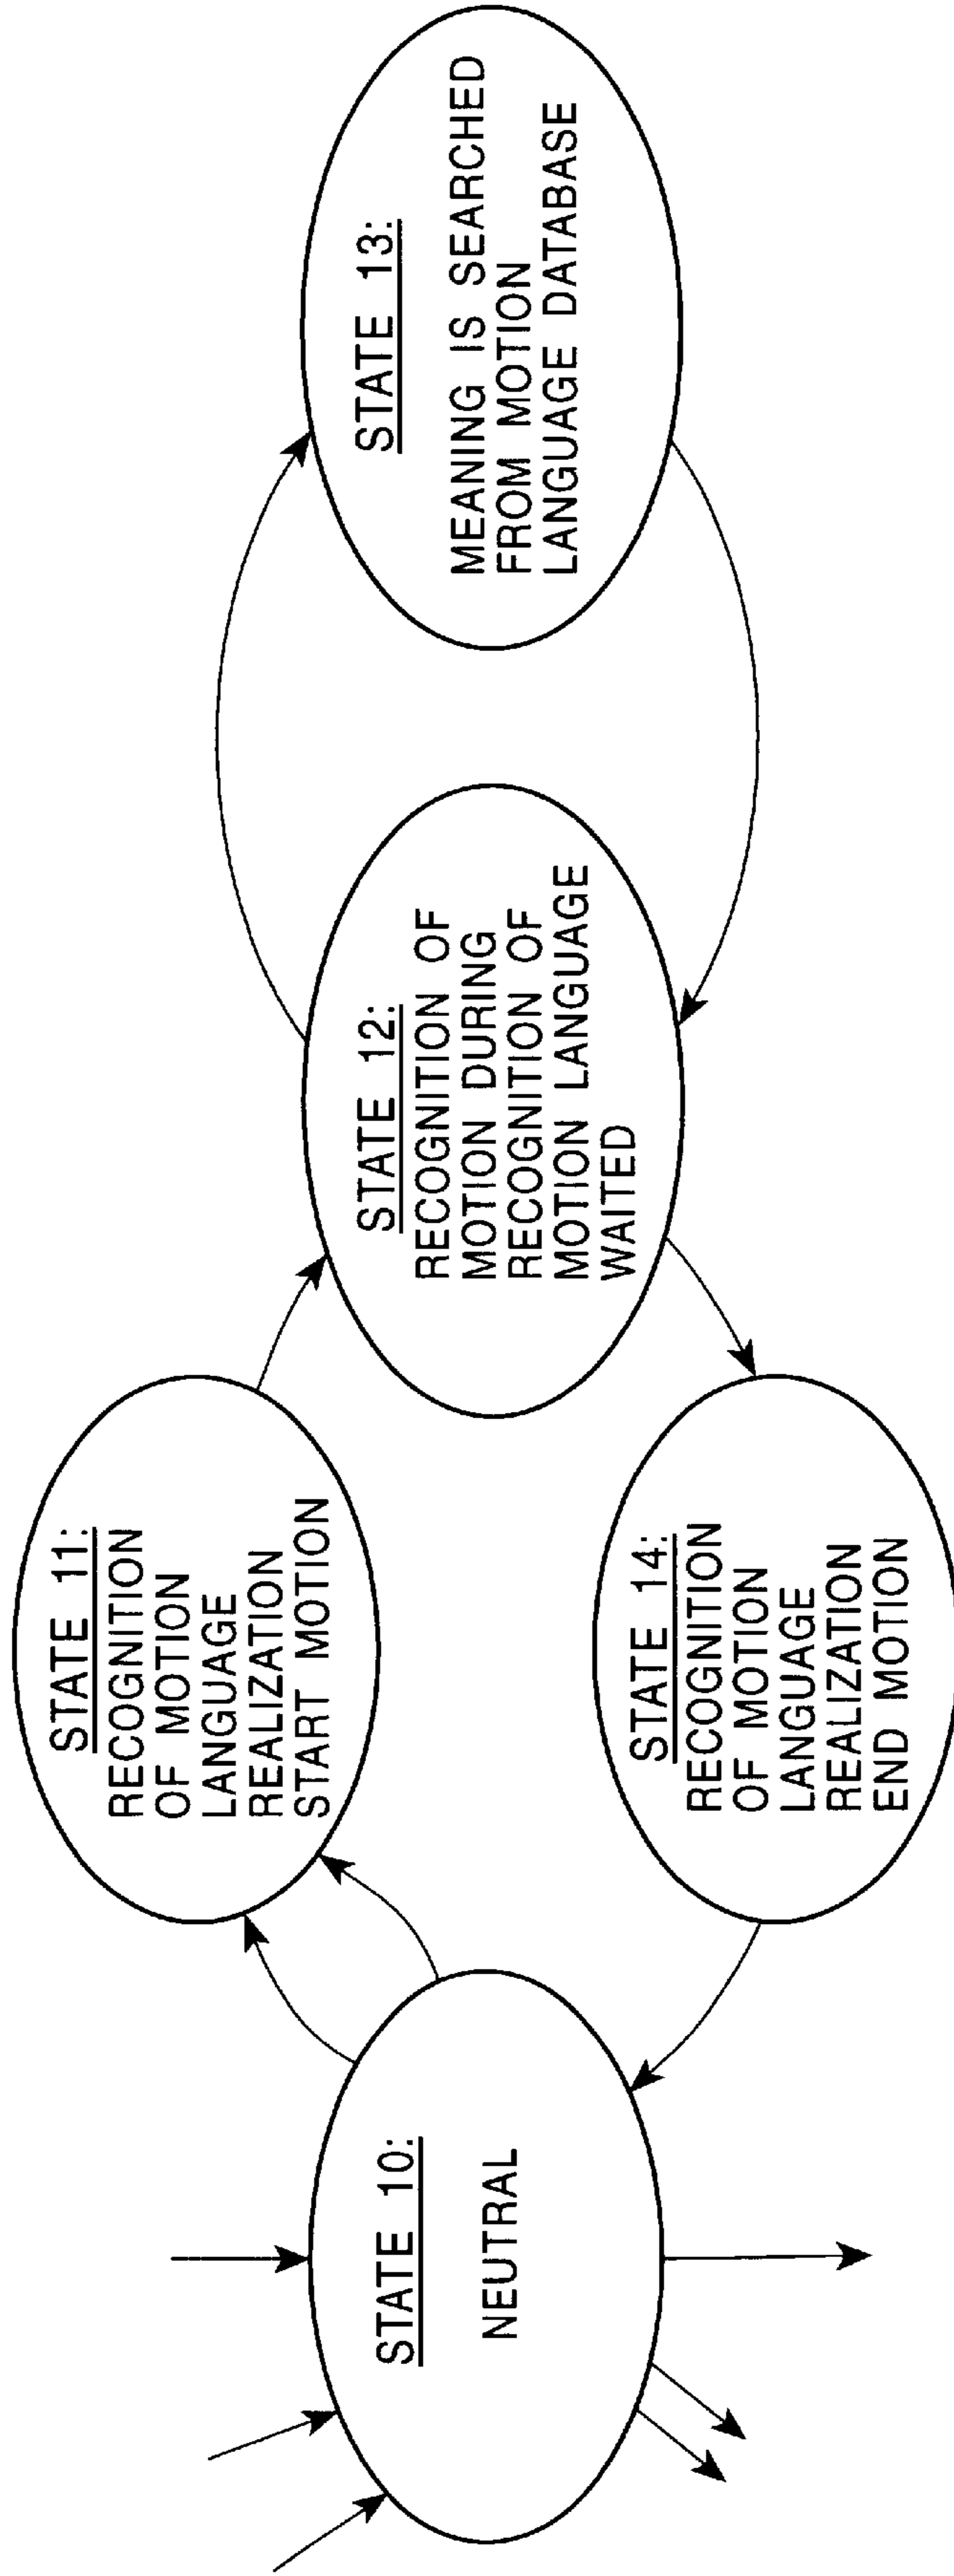 STATE 10:
NEUTRAL
STATE 11:
RECOGNITION
OF MOTION
LANGUAGE
REALIZATION
START MOTION
STATE 12:
RECOGNITION OF
MOTION DURING
RECOGNITION OF
MOTION LANGUAGE
WAITED
STATE 13:
MEANING IS SEARCHED
FROM MOTION
LANGUAGE DATABASE
STATE 14:
RECOGNITION
OF MOTION
LANGUAGE
REALIZATION
END MOTION